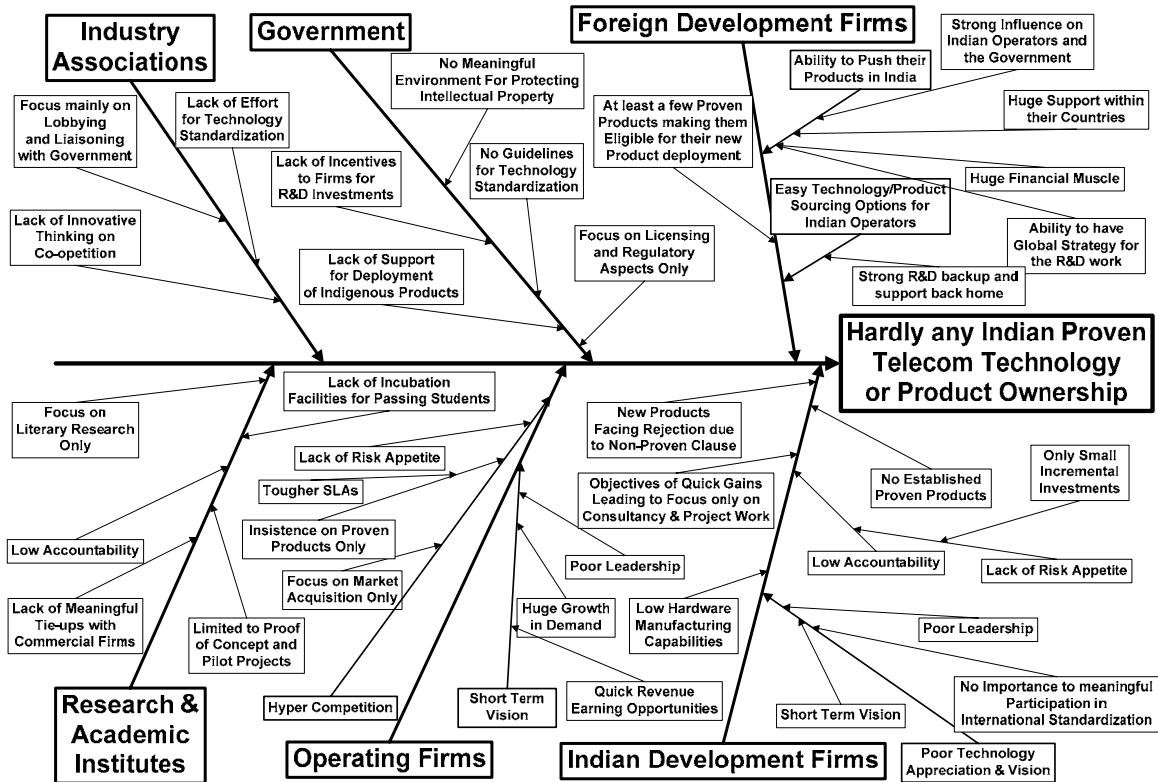 Industry
Associations
Government
Foreign Development Firms
Strong Influence on
Indian Operators and
the Government
Ability to Push their
Products in India
No Meaningful
Environment For Protecting
Intellectual Property
Focus mainly on
Lobbying
and Liaisoning
with Government
Lack of Effort
for Technology
Standardization
At least a few Proven
Products making them
Eligible for their new
Product deployment
Huge Support within
their Countries
Lack of Incentives
to Firms for
R&D Investments
No Guidelines
for Technology
Standardization
Huge Financial Muscle
Easy Technology/Product
Sourcing Options for
Indian Operators
Lack of Innovative
Thinking on
Co-opetition
Ability to have
Global Strategy for
the R&D work
Focus on Licensing
and Regulatory
Aspects Only
Lack of Support
for Deployment
of Indigenous Products
Strong R&D backup and
support back home
Hardly any Indian Proven
Telecom Technology
or Product Ownership
Lack of Incubation
Facilities for Passing Students
Focus on
Literary Research
Only
New Products
Facing Rejection due
to Non-Proven Clause
Lack of Risk Appetite
Tougher SLAs
Objectives of Quick Gains
Leading to Focus only on
Consultancy & Project Work
No Established
Proven Products
Only Small
Incremental
Investments
Insistence on Proven
Products Only
Low Accountability
Poor Leadership
Low Accountability
Lack of Risk Appetite
Focus on Market
Acquisition Only
Lack of Meaningful
Tie-ups with
Commercial Firms
Limited to Proof
of Concept and
Pilot Projects
Huge Growth
in Demand
Low Hardware
Manufacturing
Capabilities
Poor Leadership
Hyper Competition
Short Term
Vision
Quick Revenue
Earning Opportunities
Short Term Vision
No Importance to meaningful
Participation in
International Standardization
Research &
Academic
Institutes
Operating Firms
Indian Development Firms
Poor Technology
Appreciation & Vision